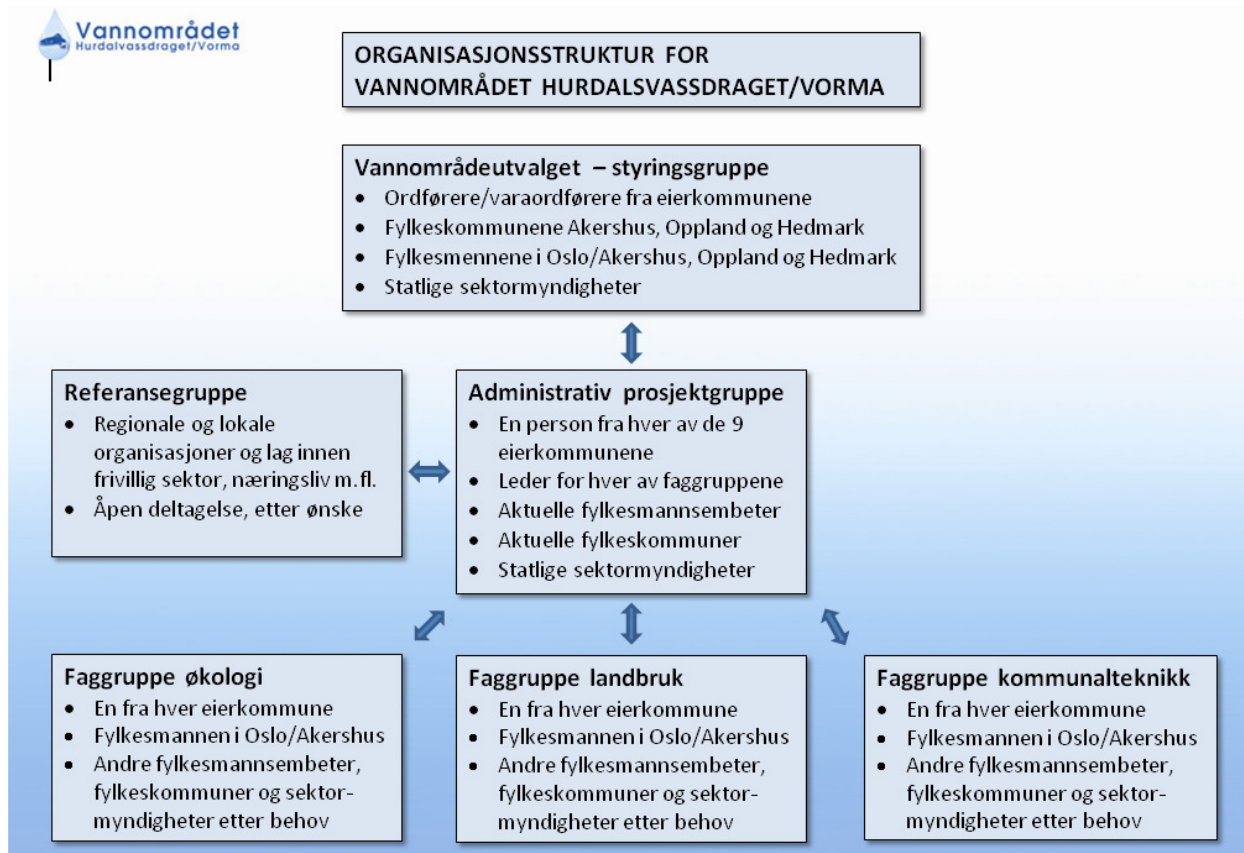 Vannområdet
Hurdalvassdraget/Vorma
ORGANISASJONSSTRUKTUR FOR
VANNOMRÅDET HURDALSVASSDRAGET/VORMA
Vannområdeutvalget – styringsgruppe
• Ordførere/varaordførere fra eierkommunene
• Fylkeskommunene Akershus, Oppland og Hedmark
• Fylkesmennene i Oslo/Akershus, Oppland og Hedmark
• Statlige sektormyndigheter
Referansegruppe
• Regionale og lokale
organisasjoner og lag innen
frivillig sektor, næringsliv m.fl.
• Åpen deltagelse, etter ønske
Administrativ prosjektgruppe
• En person fra hver av de 9
eierkommunene
• Leder for hver av faggruppene
• Aktuelle fylkesmannsembeter
• Aktuelle fylkeskommuner
• Statlige sektormyndigheter
Faggruppe økologi
• En fra hver eierkommune
• Fylkesmannen i Oslo/Akershus
• Andre fylkesmannsembeter,
fylkeskommuner og sektor-
myndigheter etter behov
Faggruppe landbruk
• En fra hver eierkommune
• Fylkesmannen i Oslo/Akershus
• Andre fylkesmannsembeter,
fylkeskommuner og sektor-
myndigheter etter behov
Faggruppe kommunalteknikk
• En fra hver eierkommune
• Fylkesmannen i Oslo/Akershus
• Andre fylkesmannsembeter,
fylkeskommuner og sektor-
myndigheter etter behov